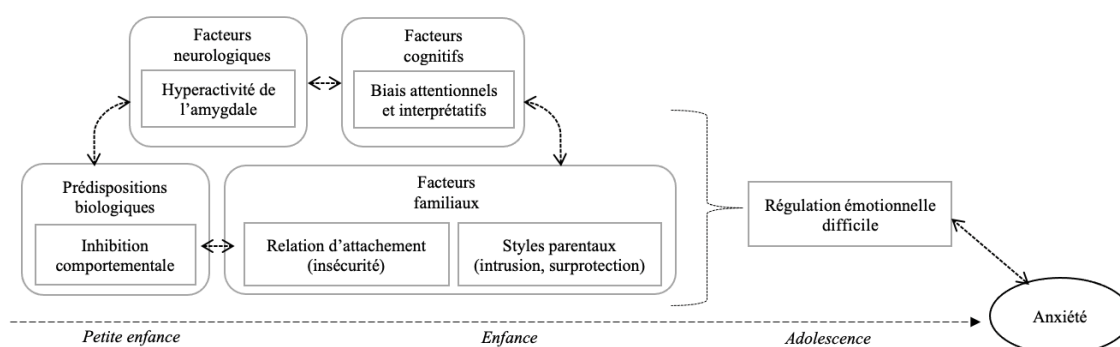 Facteurs
neurologiques
Hyperactivité de
l’amygdale
Facteurs
cognitifs
Biais attentionnels
et interprétatifs
Prédispositions
biologiques
Inhibition
comportementale
Facteurs
familiaux
Relation d’attachement
(insécurité)
Styles parentaux
(intrusion, surprotection)
Régulation émotionnelle
difficile
Anxiété
Petite enfance
Enfance
Adolescence